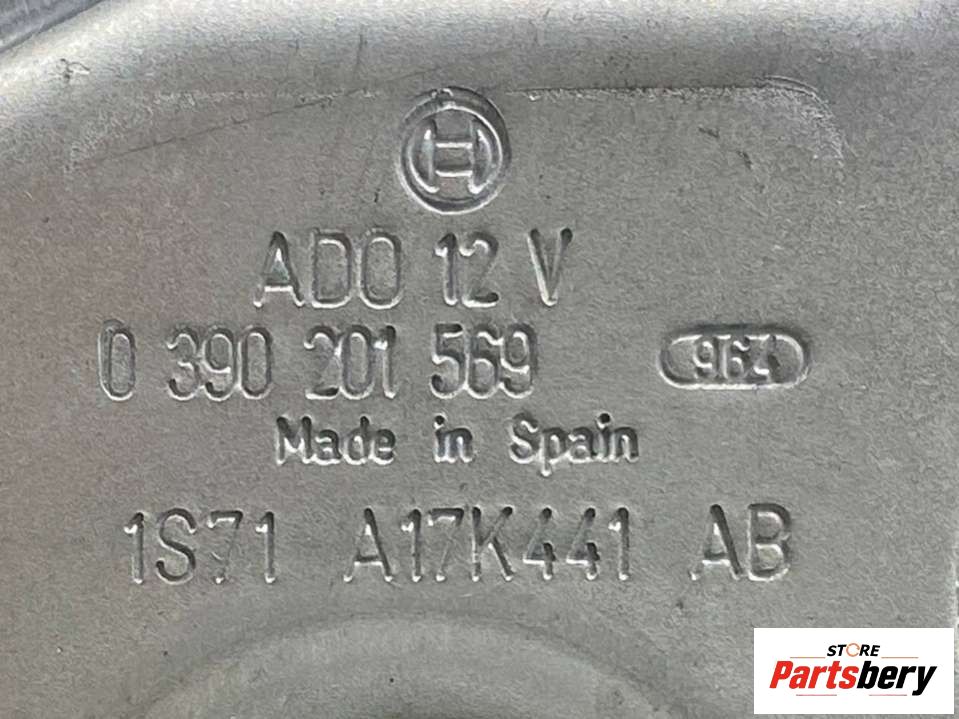 ADO 12 V
0 390 201 569
Made in Spain
1S71 A17K441 AB
STORE
Partsbery